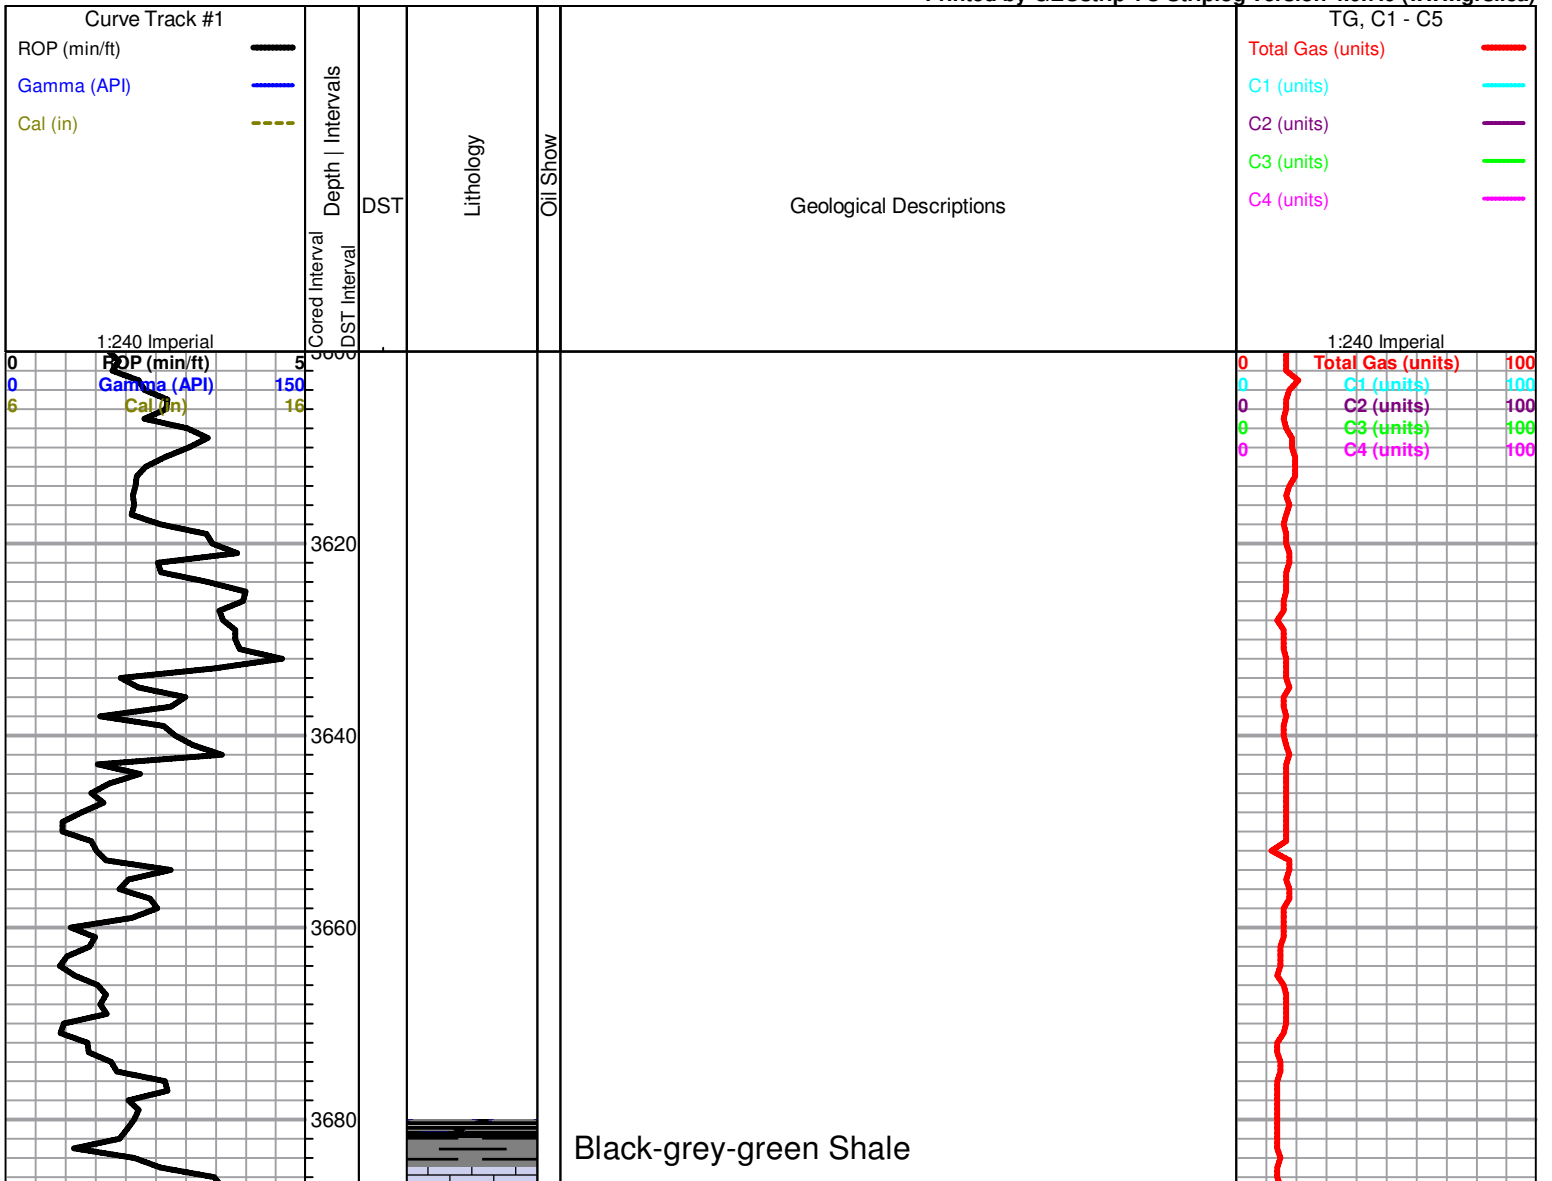 Curve Track #1
ROP (min/ft)
Gamma (API)
Cal (in)
1:240 Imperial
Depth | Intervals
Cored Interval
DST Interval
DST
Lithology
Oil Show
Geological Descriptions
TG, C1 - C5
Total Gas (units)
C1 (units)
C2 (units)
C3 (units)
C4 (units)
1:240 Imperial
0 ROP (min/ft) 5
0 Gamma (API) 150
6 Cal (in) 16
3600
0 Total Gas (units) 100
0 C1 (units) 100
0 C2 (units) 100
0 C3 (units) 100
0 C4 (units) 100
3620
3640
3660
3680
Black-grey-green Shale